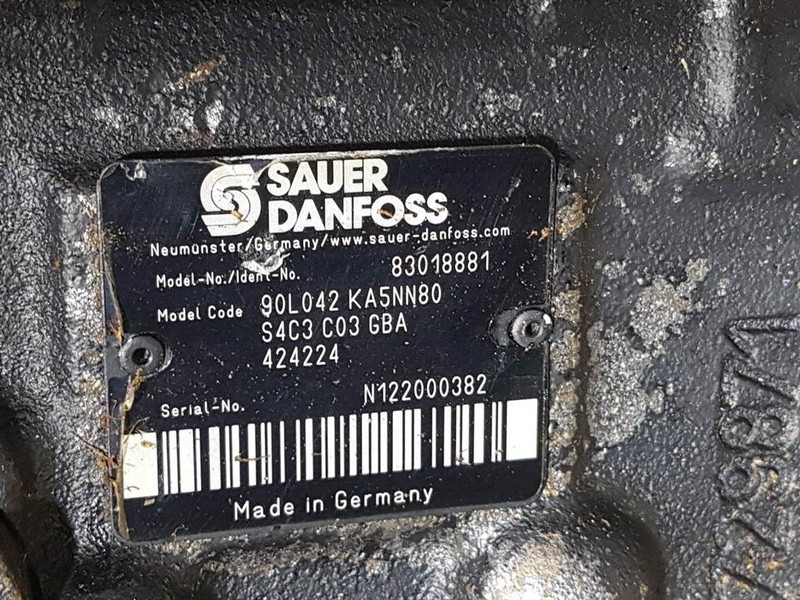 SAUER
DANFOSS
Neumünster/Germany/www.sauer-danfoss.com
Model-No./Ident-No. 83018881
Model Code 90L042 KA5NN80
S4C3 C03 GBA
424224
Serial-No. N122000382
Made in Germany